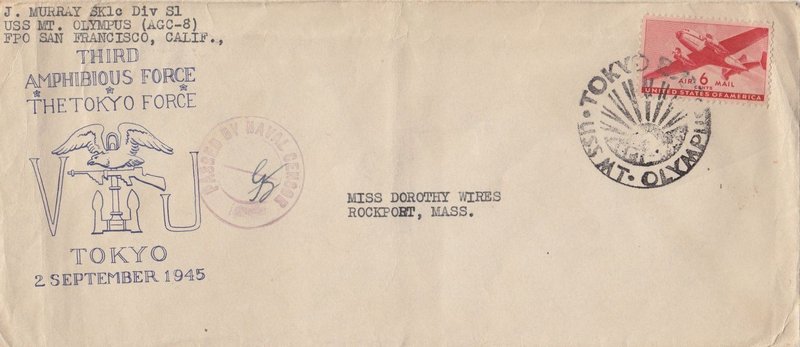 J. MURRAY SK1c Div S1
USS MT. OLYMPUS (AGC-8)
FPO SAN FRANCISCO, CALIF.,
THIRD
AMPHIBIOUS FORCE
THE TOKYO FORCE
V J
TOKYO
2 SEPTEMBER 1945
PASSED BY NAVAL CENSOR
MISS DOROTHY WIRES
ROCKPORT, MASS.
AIR 6 MAIL
CENTS
UNITED STATES OF AMERICA
TOKYO
USS MT. OLYMPUS